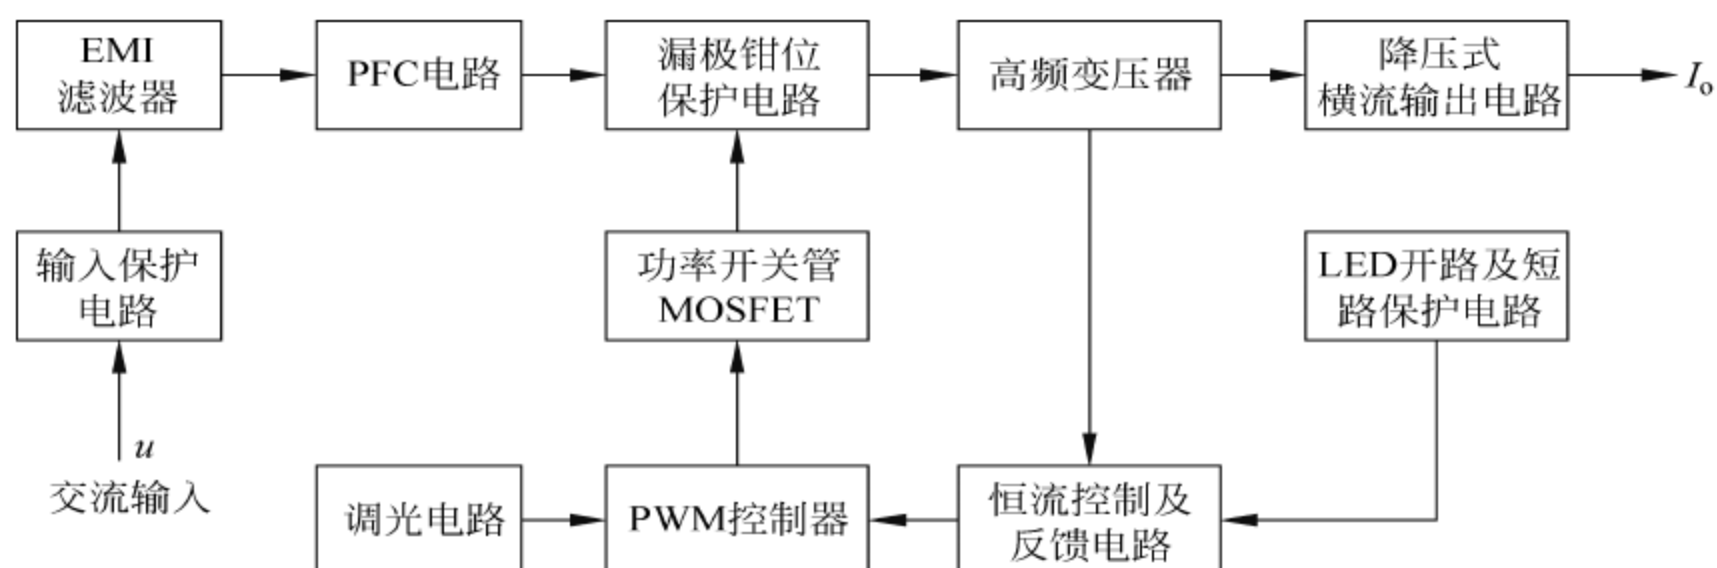 EMI
滤波器
PFC电路
漏极钳位
保护电路
高频变压器
降压式
横流输出电路
Io
输入保护
电路
功率开关管
MOSFET
LED开路及短
路保护电路
u
交流输入
调光电路
PWM控制器
恒流控制及
反馈电路